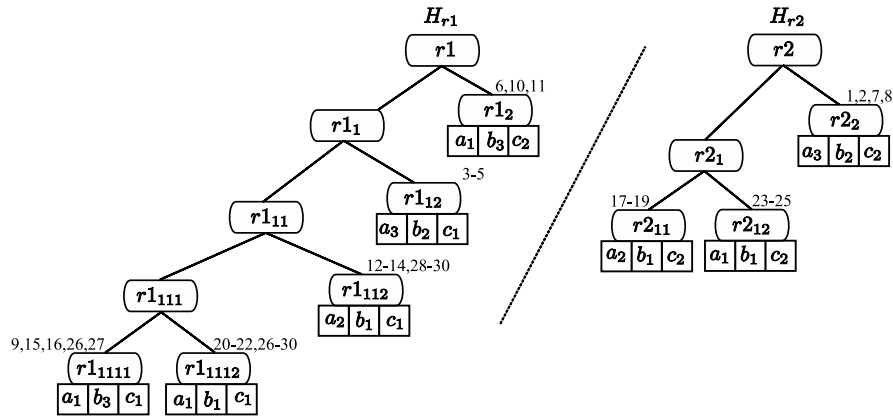 H_{r1} H_{r2}
r1 r2
6,10,11 1,2,7,8
r1_2 r2_2
r1_1 a_1 b_3 c_2 a_3 b_2 c_2
r2_1
3-5
r1_{12} 17-19 23-25
r1_{11} a_3 b_2 c_1 r2_{11} r2_{12}
a_2 b_1 c_2 a_1 b_1 c_2
12-14,28-30
r1_{111} r1_{112}
a_2 b_1 c_1
9,15,16,26,27 20-22,26-30
r1_{1111} r1_{1112}
a_1 b_3 c_1 a_1 b_1 c_1